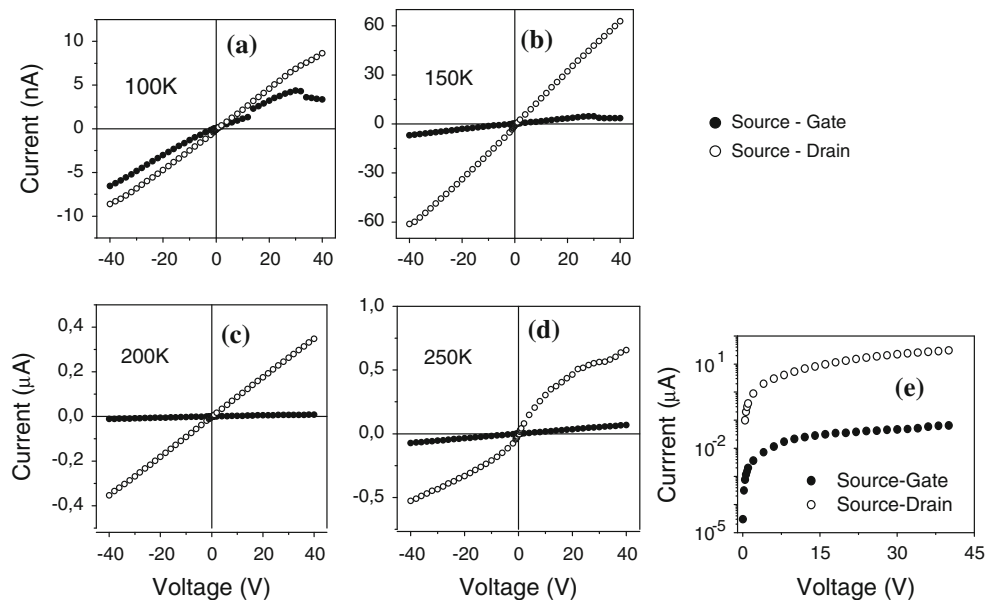 10
5
0
-5
-10
Current (nA)
(a)
100K
-40 -20 0 20 40
60
30
0
-30
-60
(b)
150K
-40 -20 0 20 40
Source - Gate
Source - Drain
0,4
0,2
0,0
-0,2
-0,4
Current (μA)
(c)
200K
-40 -20 0 20 40
Voltage (V)
1,0
0,5
0,0
-0,5
(d)
250K
-40 -20 0 20 40
Voltage (V)
10^1
10^-2
10^-5
Currrent (μA)
(e)
Source-Gate
Source-Drain
0 15 30 45
Voltage (V)